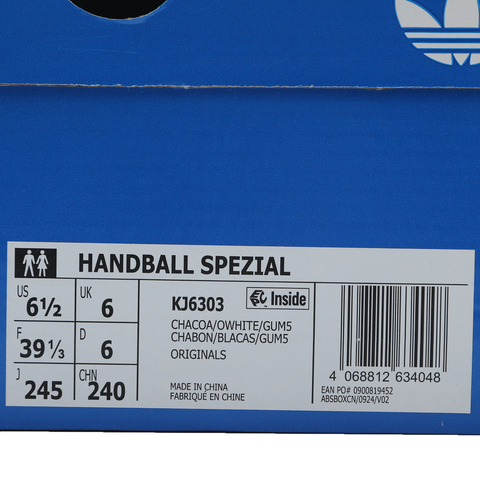 HANDBALL SPEZIAL
US 6½ UK 6
F 39⅓ D 6
J 245 CHN 240
KJ6303 Inside
CHACOA/OWHITE/GUM5
CHABON/BLACAS/GUM5
ORIGINALS
MADE IN CHINA
FABRIQUÉ EN CHINE
4 068812 634048
EAN PO# 0900819452
ABSBOXCN/0924/V02